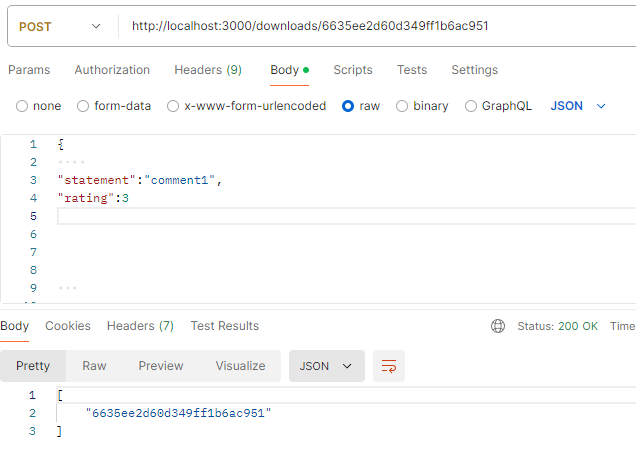 POST http://localhost:3000/downloads/6635ee2d60d349ff1b6ac951
Params Authorization Headers (9) Body Scripts Tests Settings
none form-data x-www-form-urlencoded raw binary GraphQL JSON
1 {
2 ····
3 "statement":"comment1",
4 "rating":3
5
6
7
8
9 ···
Body Cookies Headers (7) Test Results Status: 200 OK Time
Pretty Raw Preview Visualize JSON
1 [
2 "6635ee2d60d349ff1b6ac951"
3 ]